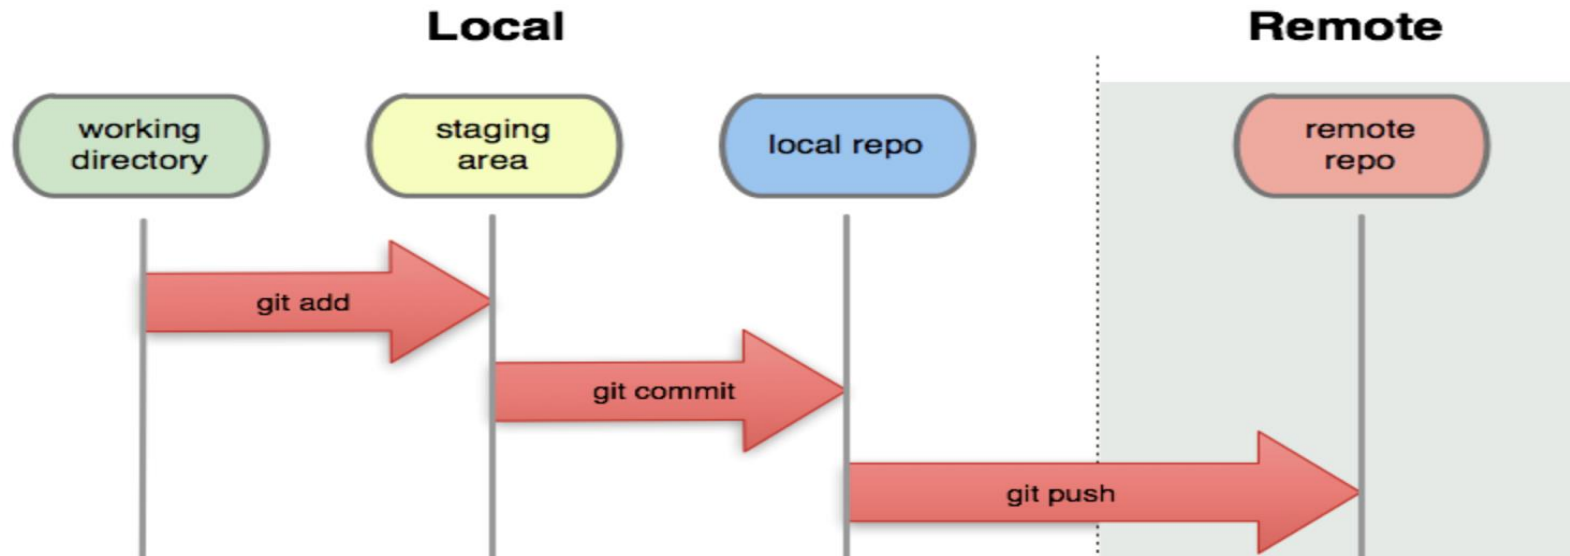 Local
Remote
working
directory
staging
area
local repo
remote
repo
git add
git commit
git push